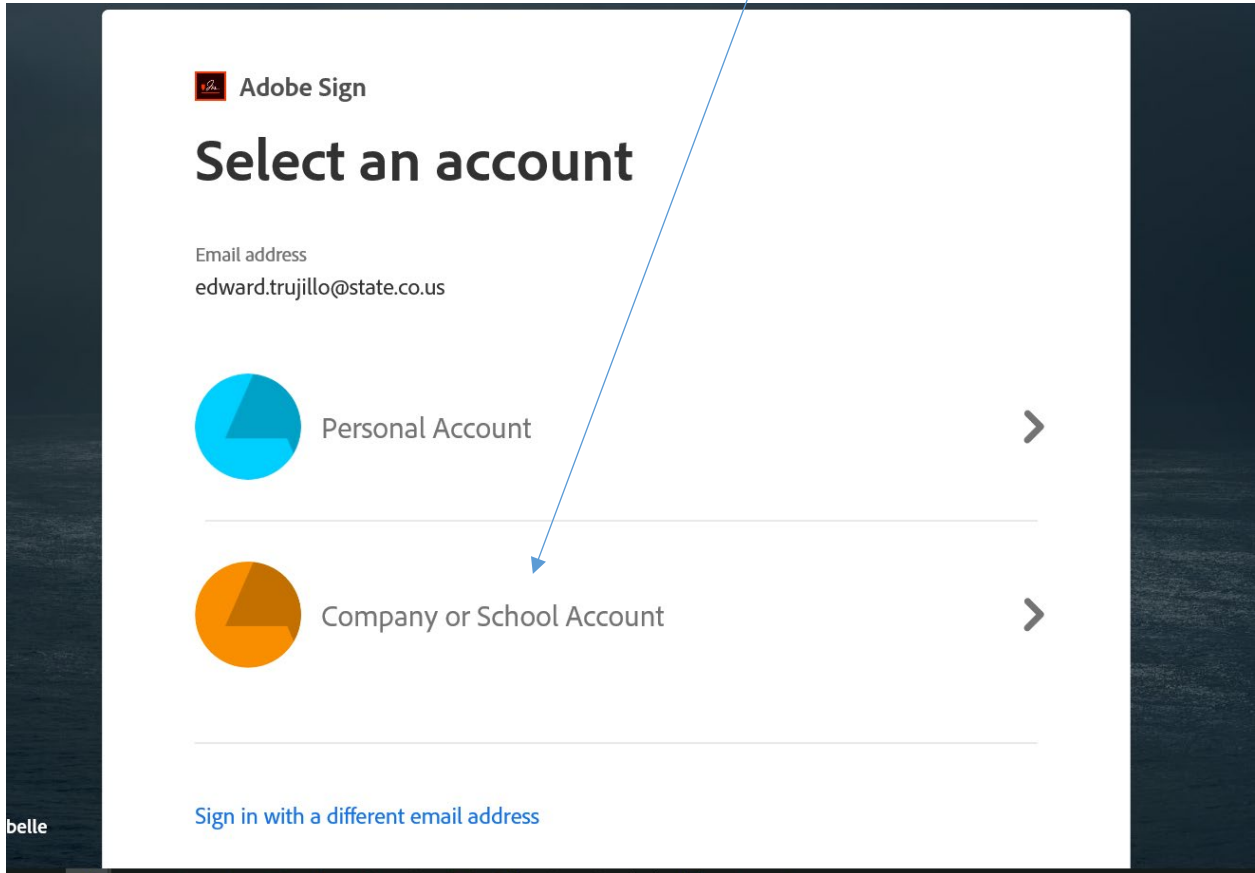 Adobe Sign
Select an account
Email address
edward.trujillo@state.co.us
Personal Account
Company or School Account
Sign in with a different email address
belle